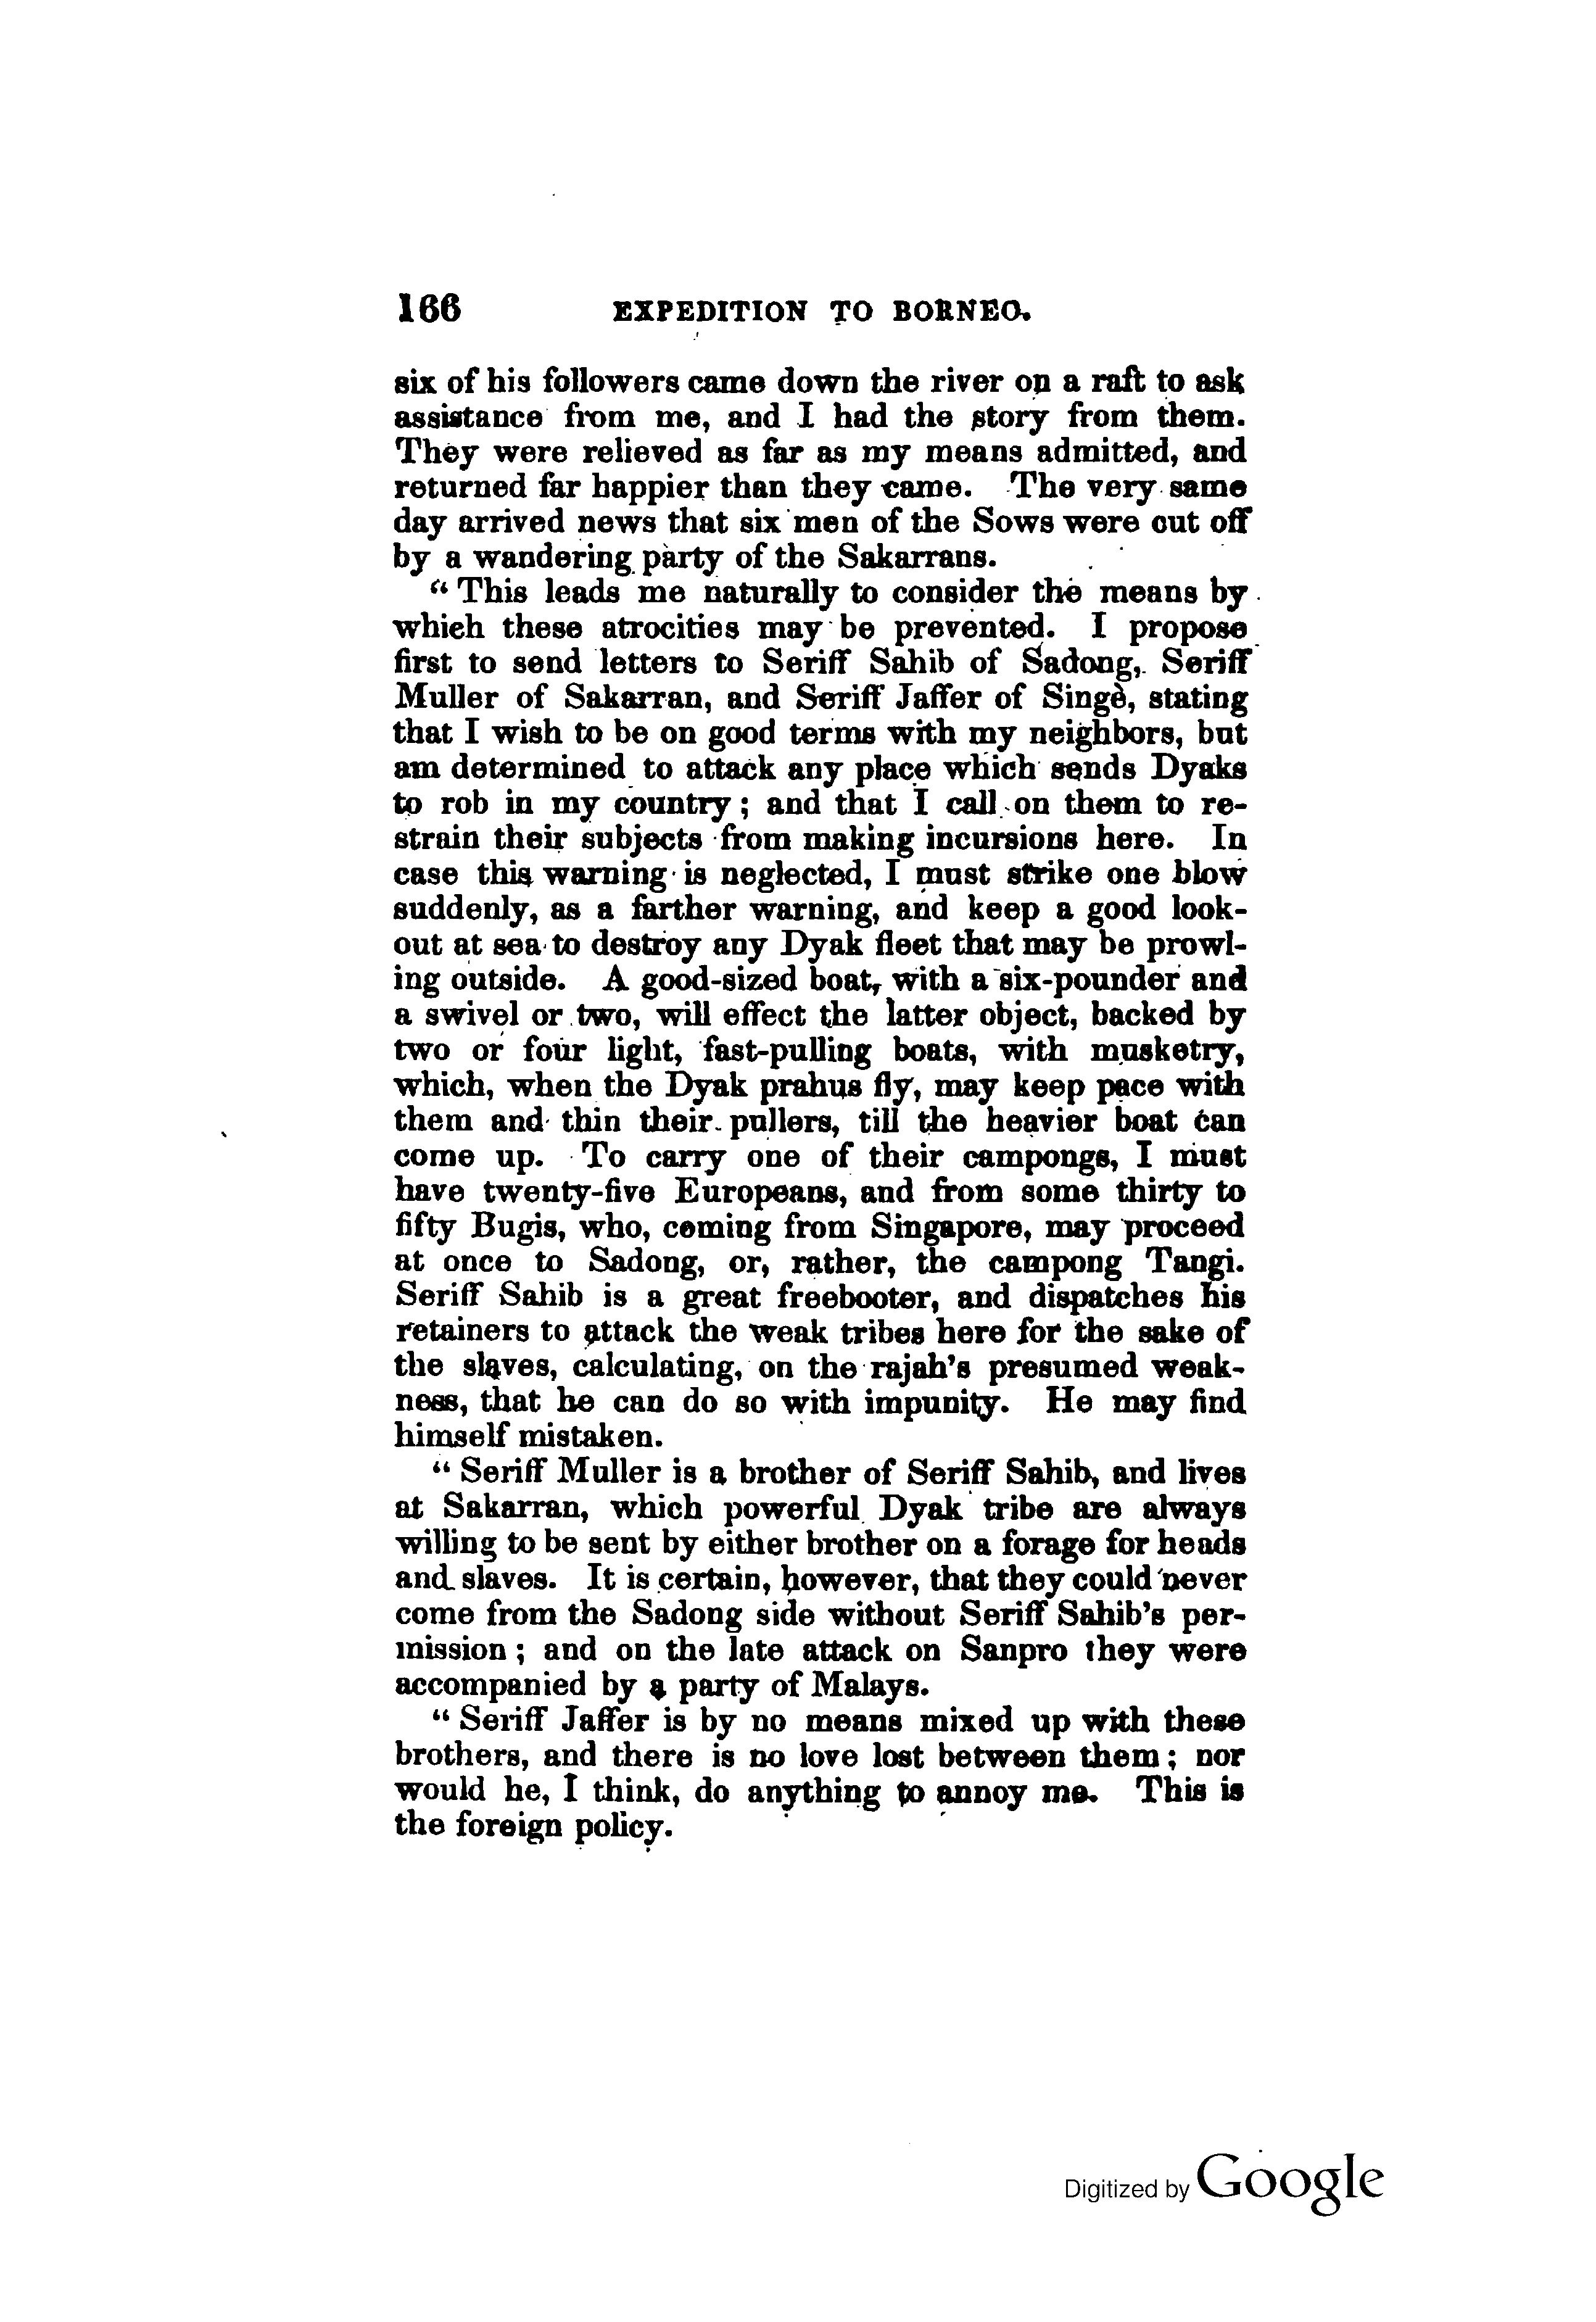 166 EXPEDITION TO BORNEO.
six of his followers came down the river on a raft to ask
assistance from me, and I had the story from them.
They were relieved as far as my means admitted, and
returned far happier than they came. The very same
day arrived news that six men of the Sows were cut off
by a wandering party of the Sakarrans.
“ This leads me naturally to consider the means by
which these atrocities may be prevented. I propose
first to send letters to Seriff Sahib of Sadong, Seriff
Muller of Sakarran, and Seriff Jaffer of Singè, stating
that I wish to be on good terms with my neighbors, but
am determined to attack any place which sends Dyaks
to rob in my country; and that I call on them to re-
strain their subjects from making incursions here. In
case this warning is neglected, I must strike one blow
suddenly, as a farther warning, and keep a good look-
out at sea to destroy any Dyak fleet that may be prowl-
ing outside. A good-sized boat, with a six-pounder and
a swivel or two, will effect the latter object, backed by
two or four light, fast-pulling boats, with musketry,
which, when the Dyak prahus fly, may keep pace with
them and thin their pullers, till the heavier boat can
come up. To carry one of their campongs, I must
have twenty-five Europeans, and from some thirty to
fifty Bugis, who, coming from Singapore, may proceed
at once to Sadong, or, rather, the campong Tangi.
Seriff Sahib is a great freebooter, and dispatches his
retainers to attack the weak tribes here for the sake of
the slaves, calculating, on the rajah's presumed weak-
ness, that he can do so with impunity. He may find
himself mistaken.
“ Seriff Muller is a brother of Seriff Sahib, and lives
at Sakarran, which powerful Dyak tribe are always
willing to be sent by either brother on a forage for heads
and slaves. It is certain, however, that they could never
come from the Sadong side without Seriff Sahib's per-
mission; and on the late attack on Sanpro they were
accompanied by a party of Malays.
“ Seriff Jaffer is by no means mixed up with these
brothers, and there is no love lost between them; nor
would he, I think, do anything to annoy me. This is
the foreign policy.
Digitized by Google